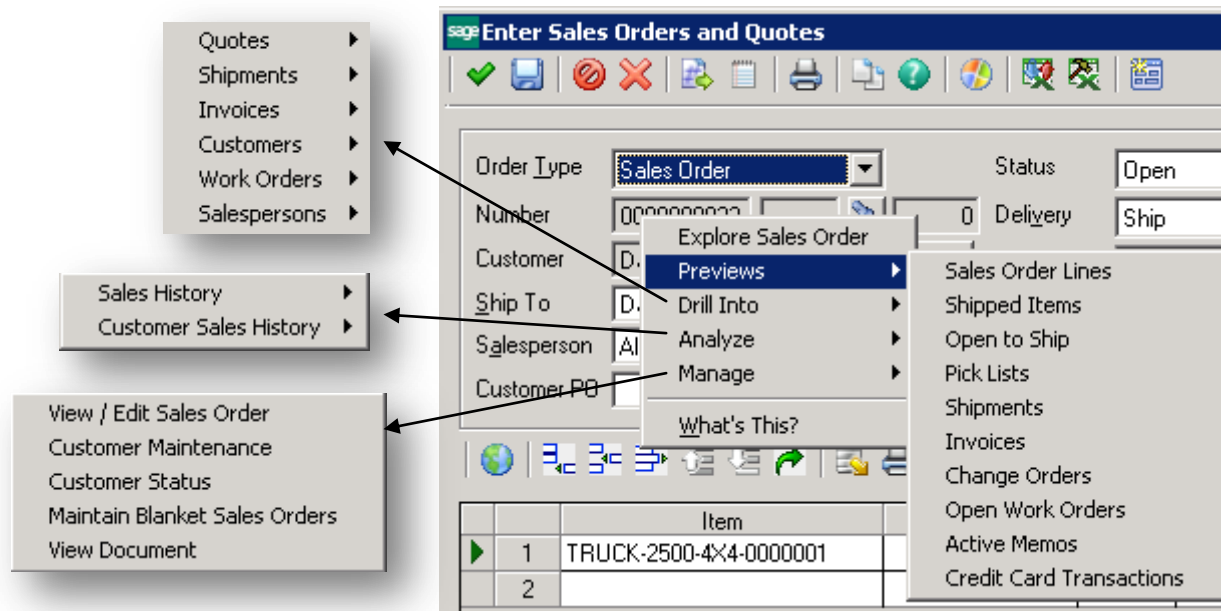 Quotes
Shipments
Invoices
Customers
Work Orders
Salespersons
Sales History
Customer Sales History
View / Edit Sales Order
Customer Maintenance
Customer Status
Maintain Blanket Sales Orders
View Document
sage Enter Sales Orders and Quotes
Order Type Sales Order Status Open
Number 0 Delivery Ship
Customer D
Ship To D
Salesperson Al
Customer PO
Explore Sales Order
Previews
Drill Into
Analyze
Manage
What's This?
Sales Order Lines
Shipped Items
Open to Ship
Pick Lists
Shipments
Invoices
Change Orders
Open Work Orders
Active Memos
Credit Card Transactions
Item
1 TRUCK-2500-4X4-0000001
2